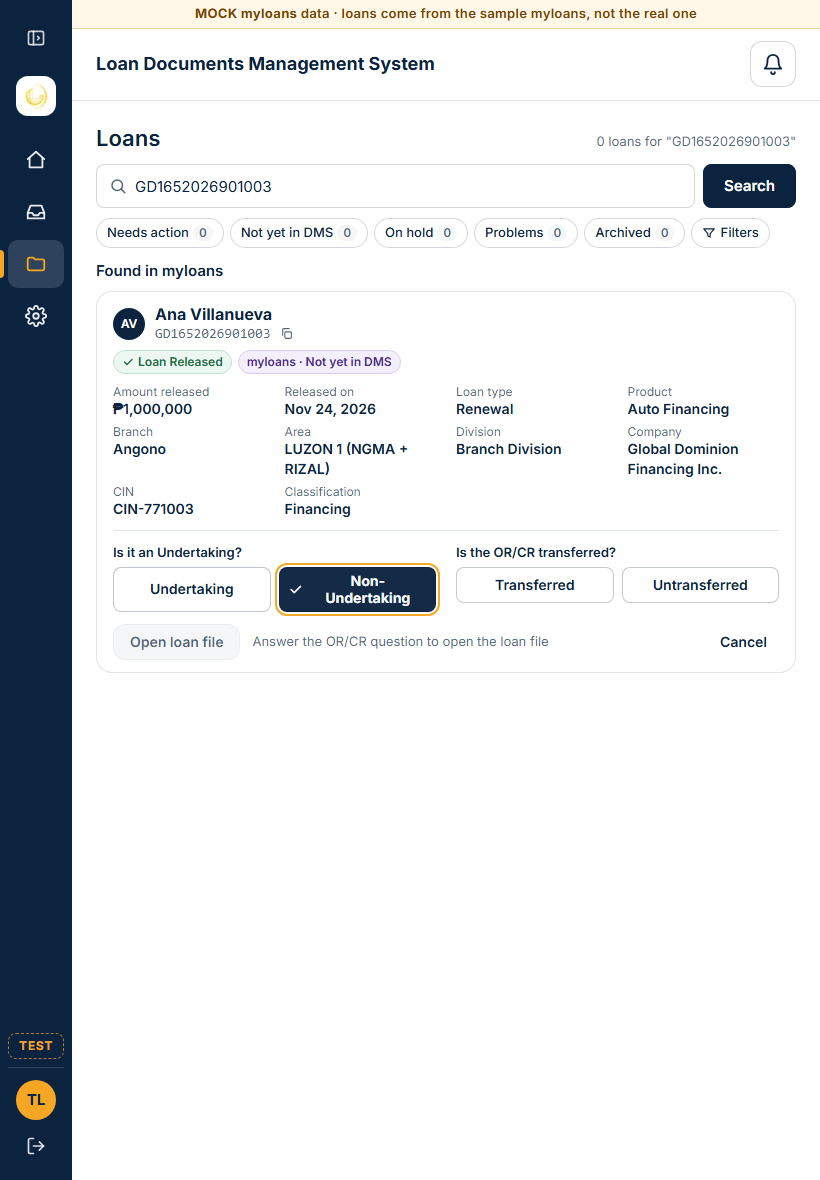 MOCK myloans data · loans come from the sample myloans, not the real one
Loan Documents Management System
Loans
0 loans for "GD1652026901003"
GD1652026901003
Search
Needs action 0
Not yet in DMS 0
On hold 0
Problems 0
Archived 0
Filters
Found in myloans
AV
Ana Villanueva
GD1652026901003
Loan Released
myloans · Not yet in DMS
Amount released
₱1,000,000
Released on
Nov 24, 2026
Loan type
Renewal
Product
Auto Financing
Branch
Angono
Area
LUZON 1 (NGMA +
RIZAL)
Division
Branch Division
Company
Global Dominion
Financing Inc.
CIN
CIN-771003
Classification
Financing
Is it an Undertaking?
Undertaking
Non-
Undertaking
Is the OR/CR transferred?
Transferred
Untransferred
Open loan file
Answer the OR/CR question to open the loan file
Cancel
TEST
TL